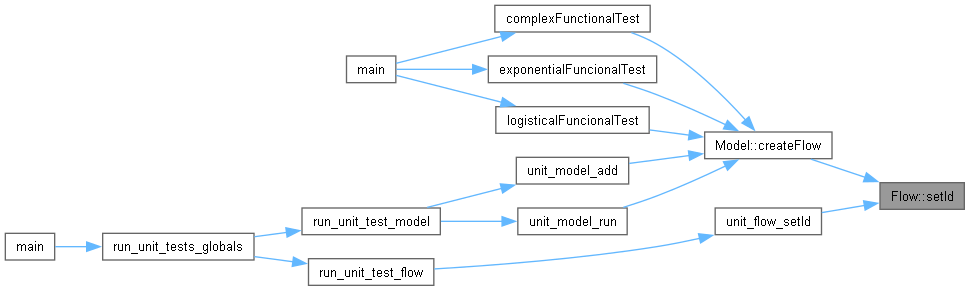 complexFunctionalTest
main
exponentialFuncionalTest
logisticalFuncionalTest
Model::createFlow
unit_model_add
Flow::setId
run_unit_test_model
unit_model_run
unit_flow_setId
main
run_unit_tests_globals
run_unit_test_flow